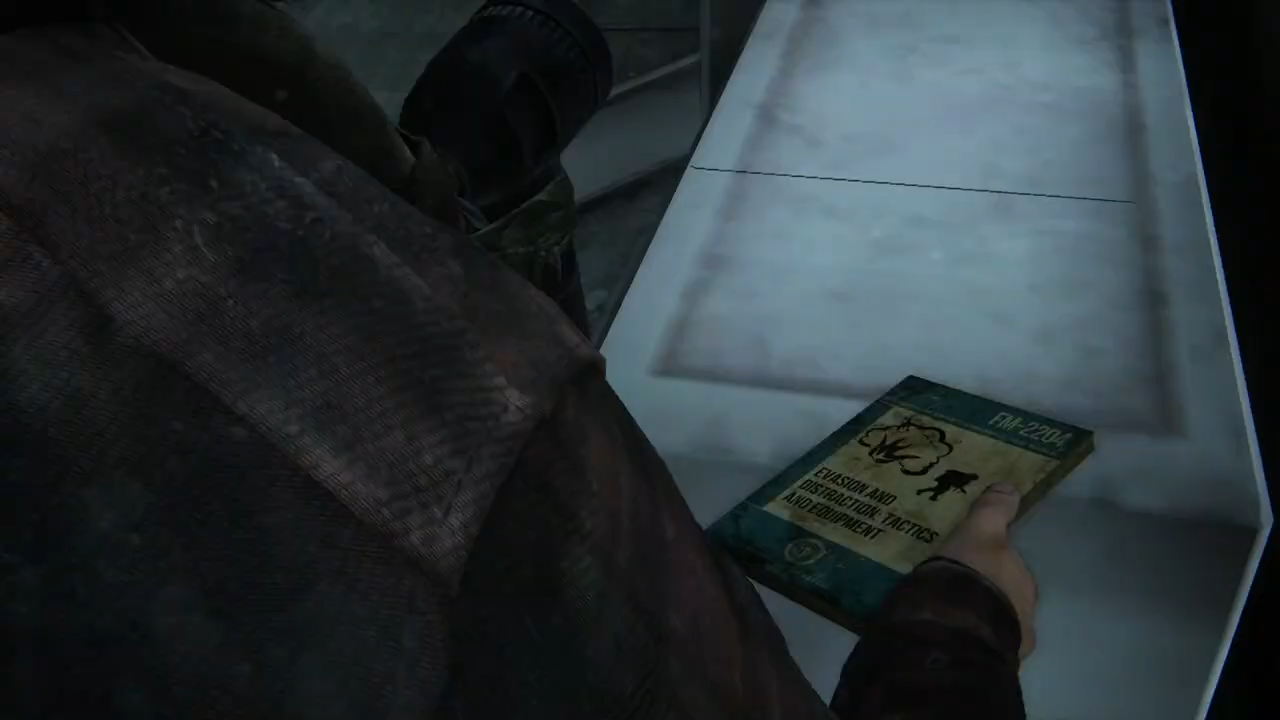 FM-2204
EVASION AND
DISTRACTION: TACTICS
AND EQUIPMENT